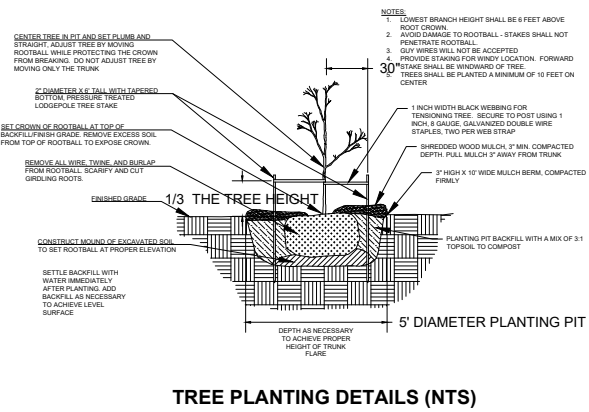 NOTES:
1. LOWEST BRANCH HEIGHT SHALL BE 6 FEET ABOVE
ROOT CROWN.
2. AVOID DAMAGE TO ROOTBALL - STAKES SHALL NOT
PENETRATE ROOTBALL.
3. GUY WIRES WILL NOT BE ACCEPTED
4. PROVIDE STAKING FOR WINDY LOCATION. FORWARD
STAKE SHALL BE WINDWARD OF TREE.
5. TREES SHALL BE PLANTED A MINIMUM OF 10 FEET ON
CENTER
30"
CENTER TREE IN PIT AND SET PLUMB AND
STRAIGHT, ADJUST TREE BY MOVING
ROOTBALL WHILE PROTECTING THE CROWN
FROM BREAKING. DO NOT ADJUST TREE BY
MOVING ONLY THE TRUNK
2" DIAMETER X 6' TALL WITH TAPERED
BOTTOM, PRESSURE TREATED
LODGEPOLE TREE STAKE
SET CROWN OF ROOTBALL AT TOP OF
BACKFILL/FINISH GRADE. REMOVE EXCESS SOIL
FROM TOP OF ROOTBALL TO EXPOSE CROWN.
REMOVE ALL WIRE, TWINE, AND BURLAP
FROM ROOTBALL. SCARIFY AND CUT
GIRDLING ROOTS.
1/3 THE TREE HEIGHT
FINISHED GRADE
CONSTRUCT MOUND OF EXCAVATED SOIL
TO SET ROOTBALL AT PROPER ELEVATION
SETTLE BACKFILL WITH
WATER IMMEDIATELY
AFTER PLANTING. ADD
BACKFILL AS NECESSARY
TO ACHIEVE LEVEL
SURFACE
1 INCH WIDTH BLACK WEBBING FOR
TENSIONING TREE. SECURE TO POST USING 1
INCH, 8 GAUGE, GALVANIZED DOUBLE WIRE
STAPLES, TWO PER WEB STRAP
SHREDDED WOOD MULCH, 3" MIN. COMPACTED
DEPTH. PULL MULCH 3" AWAY FROM TRUNK
3" HIGH X 10' WIDE MULCH BERM, COMPACTED
FIRMLY
PLANTING PIT BACKFILL WITH A MIX OF 3:1
TOPSOIL TO COMPOST
5' DIAMETER PLANTING PIT
DEPTH AS NECESSARY
TO ACHIEVE PROPER
HEIGHT OF TRUNK
FLARE
TREE PLANTING DETAILS (NTS)